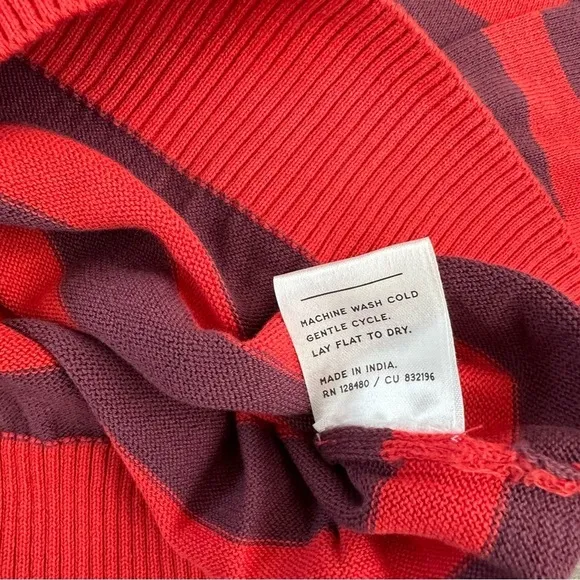 MACHINE WASH COLD
GENTLE CYCLE.
LAY FLAT TO DRY.
MADE IN INDIA.
RN 128480 / CU 832196